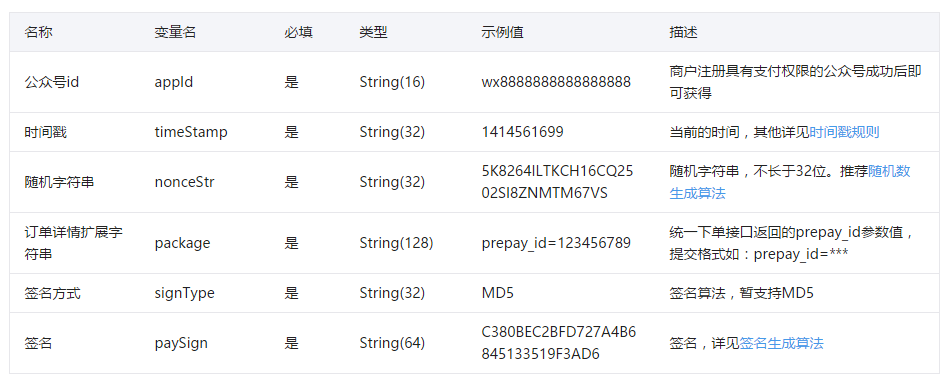 名称 变量名 必填 类型 示例值 描述
公众号id appId 是 String(16) wx8888888888888888 商户注册具有支付权限的公众号成功后即
可获得
时间戳 timeStamp 是 String(32) 1414561699 当前的时间，其他详见时间戳规则
随机字符串 nonceStr 是 String(32) 5K8264ILTKCH16CQ25
02SI8ZNMTM67VS 随机字符串，不长于32位。推荐随机数
生成算法
订单详情扩展字
符串 package 是 String(128) prepay_id=123456789 统一下单接口返回的prepay_id参数值，
提交格式如：prepay_id=***
签名方式 signType 是 String(32) MD5 签名算法，暂支持MD5
签名 paySign 是 String(64) C380BEC2BFD727A4B6
845133519F3AD6 签名，详见签名生成算法